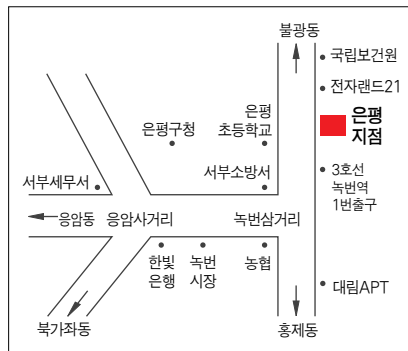 불광동
국립보건원
전자랜드21
은평
지점
은평
초등학교
은평구청
서부세무서
서부소방서
3호선
녹번역
1번출구
응암동
응암사거리
녹번삼거리
한빛
은행
녹번
시장
농협
대림APT
북가좌동
홍제동